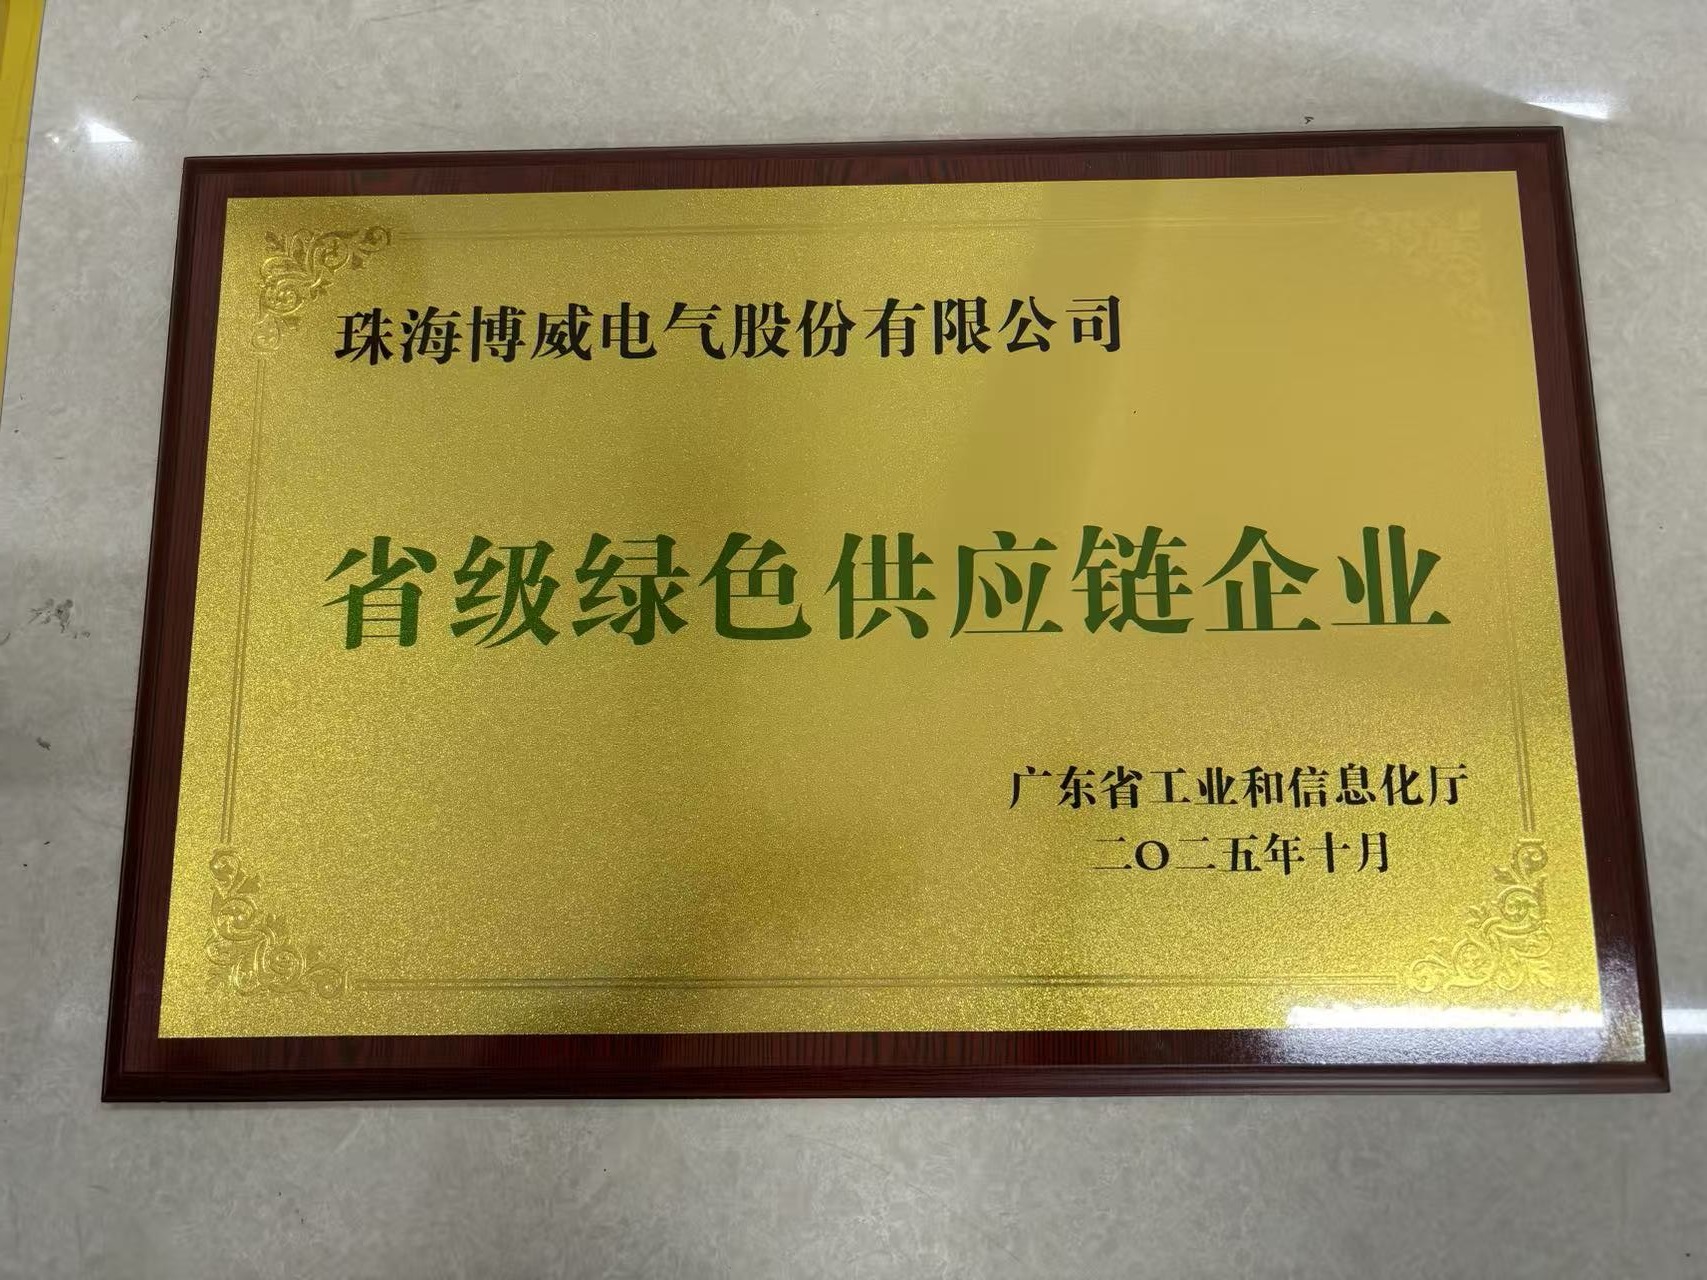 珠海博威电气股份有限公司
省级绿色供应链企业
广东省工业和信息化厅
二〇二五年十月